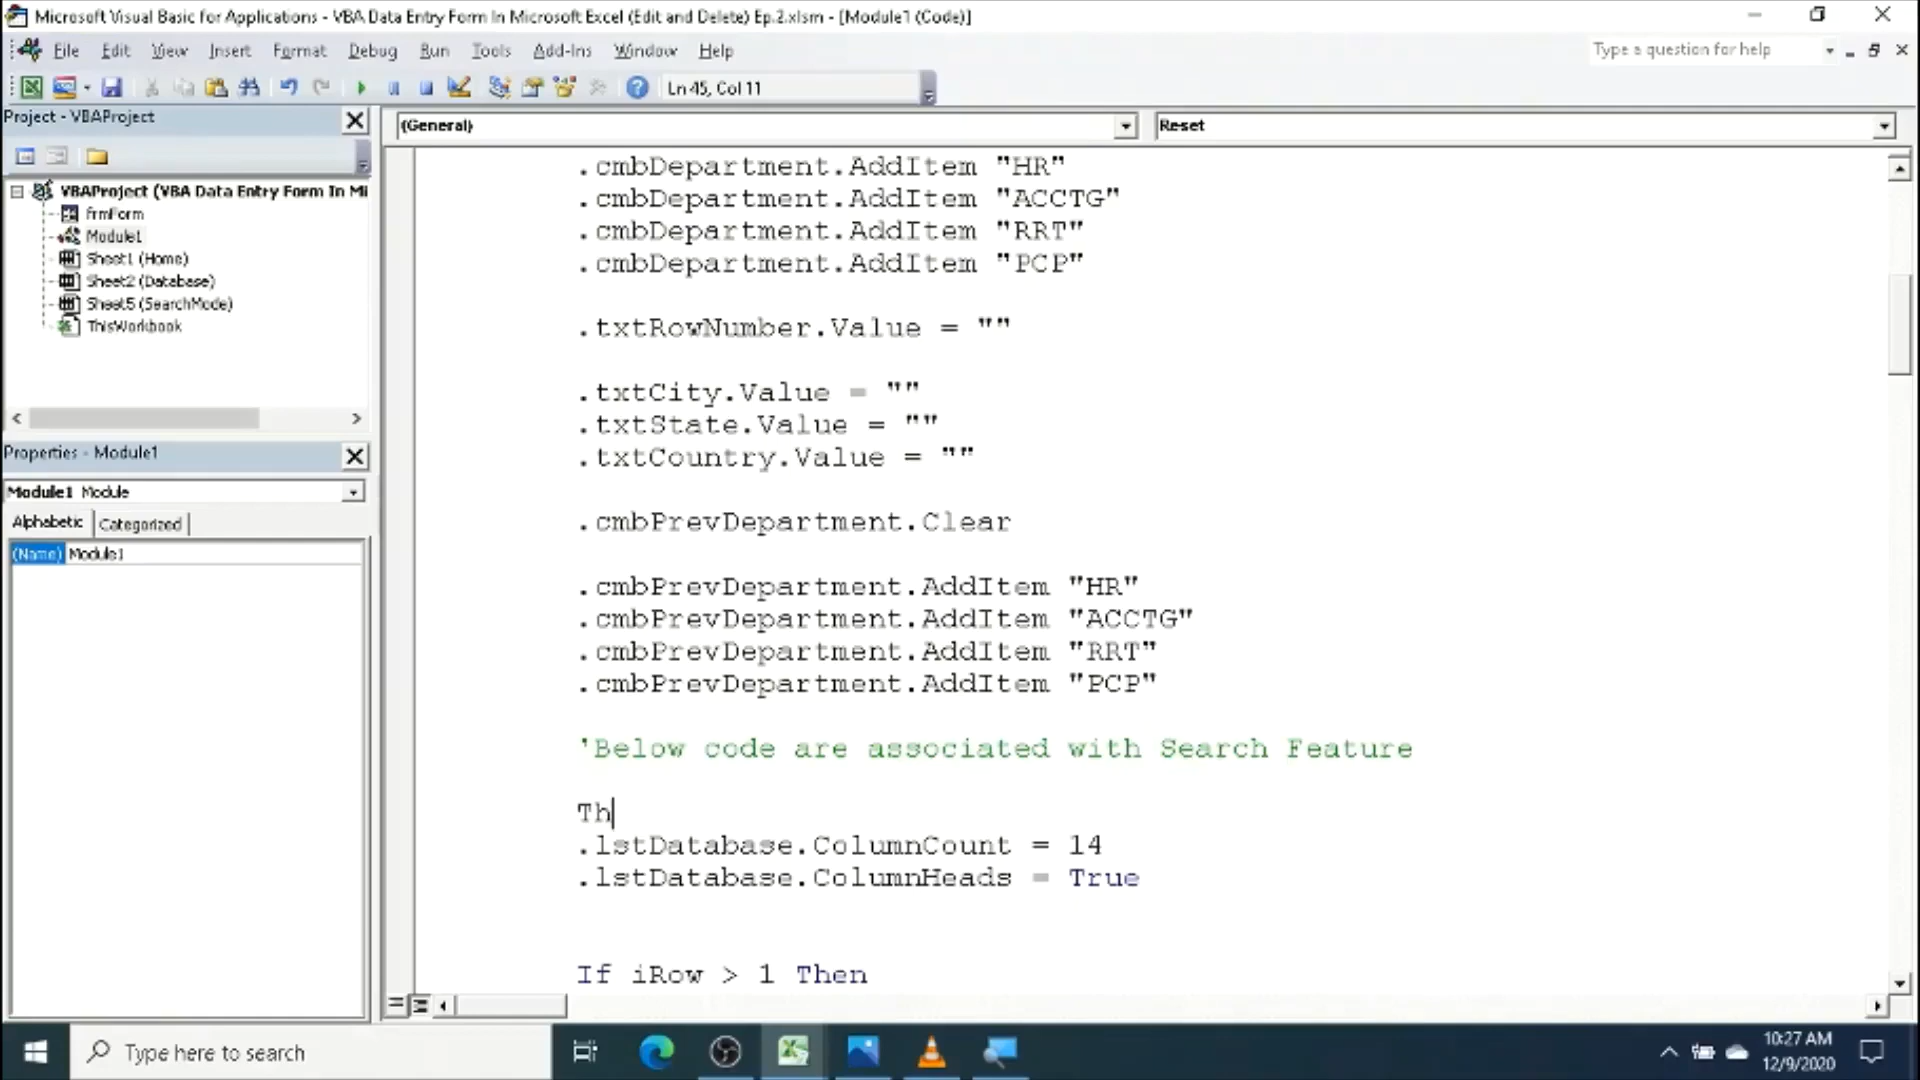 Microsoft Visual Basic for Applications - VBA Data Entry Form In Microsoft Excel (Edit and Delete) Ep.2.xlsm - [Module1 (Code)]
File Edit View Insert Format Debug Run Tools Add-Ins Window Help
Type a question for help
Ln 45, Col 11
Project - VBAProject
(General)
Reset
VBAProject (VBA Data Entry Form In Mi
frmForm
Module1
Sheet1 (Home)
Sheet2 (Database)
Sheet5 (SearchMode)
ThisWorkbook
Properties - Module1
Module1 Module
Alphabetic Categorized
(Name) Module1
.cmbDepartment.AddItem "HR"
.cmbDepartment.AddItem "ACCTG"
.cmbDepartment.AddItem "RRT"
.cmbDepartment.AddItem "PCP"
.txtRowNumber.Value = ""
.txtCity.Value = ""
.txtState.Value = ""
.txtCountry.Value = ""
.cmbPrevDepartment.Clear
.cmbPrevDepartment.AddItem "HR"
.cmbPrevDepartment.AddItem "ACCTG"
.cmbPrevDepartment.AddItem "RRT"
.cmbPrevDepartment.AddItem "PCP"
'Below code are associated with Search Feature
Th
.lstDatabase.ColumnCount = 14
.lstDatabase.ColumnHeads = True
If iRow > 1 Then
Type here to search
10:27 AM
12/9/2020